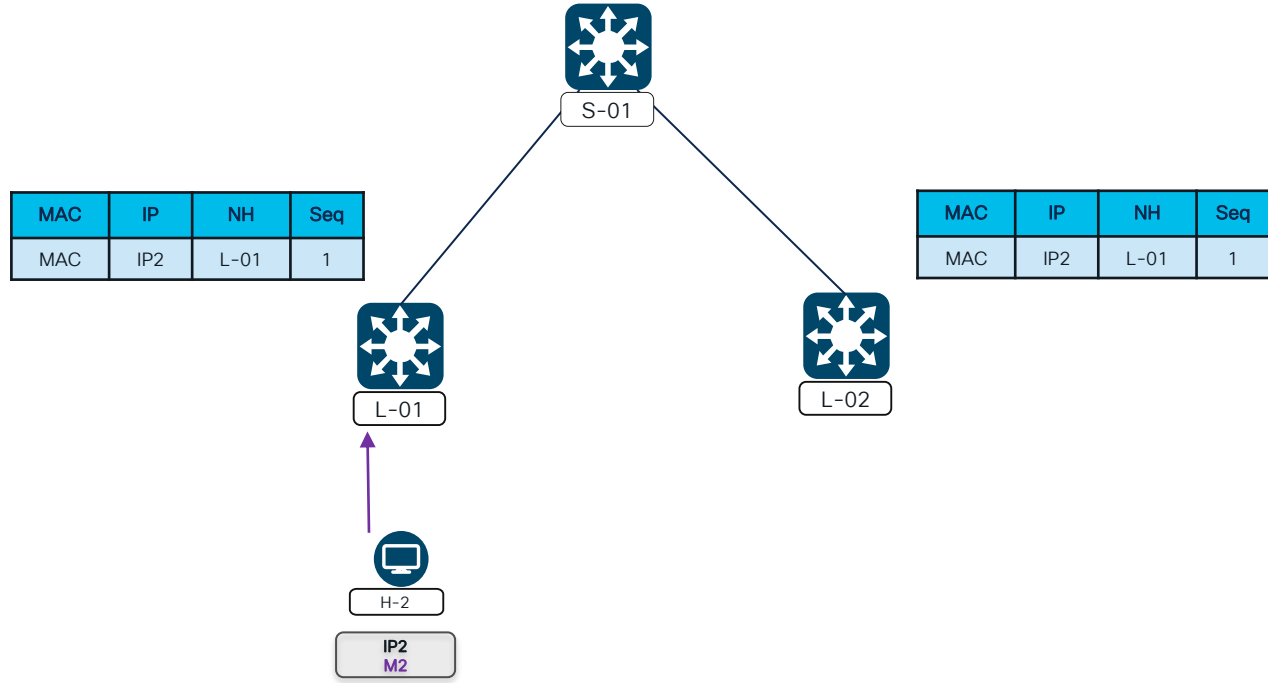 S-01
MAC IP NH Seq
MAC IP2 L-01 1
MAC IP NH Seq
MAC IP2 L-01 1
L-01
L-02
H-2
IP2
M2